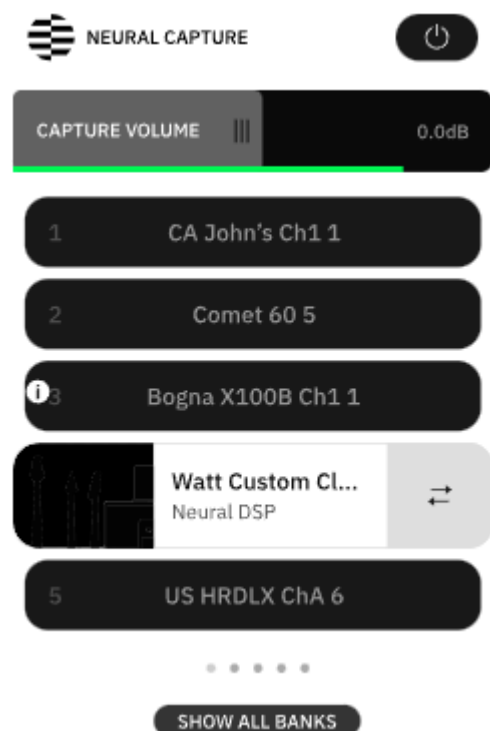 NEURAL CAPTURE
CAPTURE VOLUME 0.0dB
1 CA John's Ch1 1
2 Comet 60 5
i 3 Bogna X100B Ch1 1
Watt Custom Cl...
Neural DSP
5 US HRDLX ChA 6
SHOW ALL BANKS